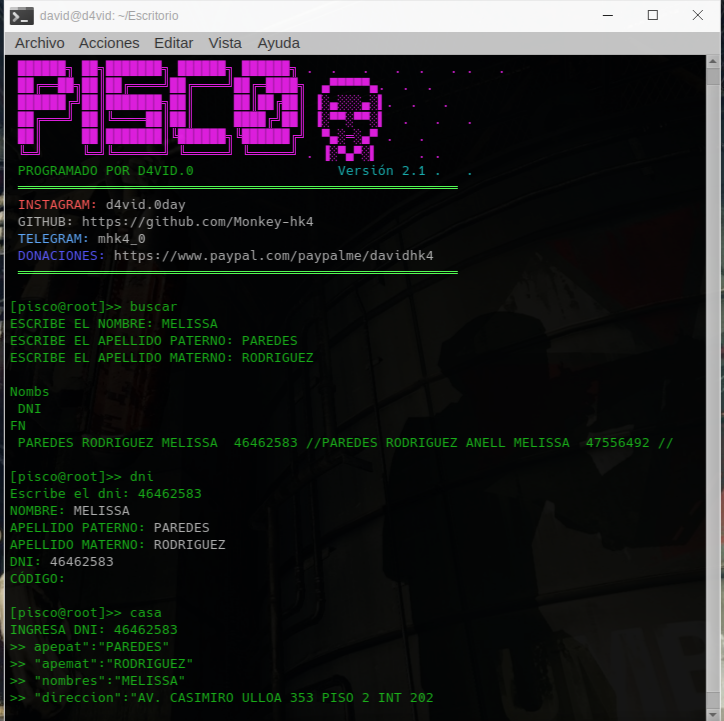 david@d4vid: ~/Escritorio
Archivo Acciones Editar Vista Ayuda
PISCO
PROGRAMADO POR D4VID.0 Versión 2.1
INSTAGRAM: d4vid.0day
GITHUB: https://github.com/Monkey-hk4
TELEGRAM: mhk4_0
DONACIONES: https://www.paypal.com/paypalme/davidhk4
[pisco@root]>> buscar
ESCRIBE EL NOMBRE: MELISSA
ESCRIBE EL APELLIDO PATERNO: PAREDES
ESCRIBE EL APELLIDO MATERNO: RODRIGUEZ
Nombs
DNI
FN
PAREDES RODRIGUEZ MELISSA 46462583 //PAREDES RODRIGUEZ ANELL MELISSA 47556492 //
[pisco@root]>> dni
Escribe el dni: 46462583
NOMBRE: MELISSA
APELLIDO PATERNO: PAREDES
APELLIDO MATERNO: RODRIGUEZ
DNI: 46462583
CÓDIGO:
[pisco@root]>> casa
INGRESA DNI: 46462583
>> apepat":"PAREDES"
>> "apemat":"RODRIGUEZ"
>> "nombres":"MELISSA"
>> "direccion":"AV. CASIMIRO ULLOA 353 PISO 2 INT 202